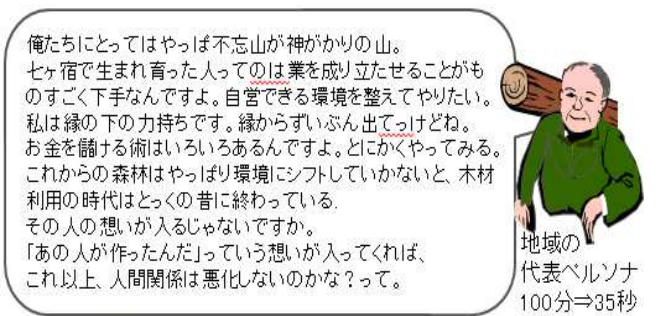 俺たちにとってはやっぱ不忘山が神がかりの山。
七ヶ宿で生まれ育った人ってのは業を成り立たせることがも
のすごく下手なんですよ。自営できる環境を整えてやりたい。
私は縁の下の力持ちです。縁からずいぶん出てっけどね。
お金を儲ける術はいろいろあるんですよ。とにかくやってみる。
これからの森林はやっぱり環境にシフトしていかないと、木材
利用の時代はとっくの昔に終わっている.
その人の想いが入るじゃないですか。
「あの人が作ったんだ」っていう想いが入ってくれば、
これ以上、人間関係は悪化しないのかな?って。
地域の
代表ペルソナ
100分⇒35秒